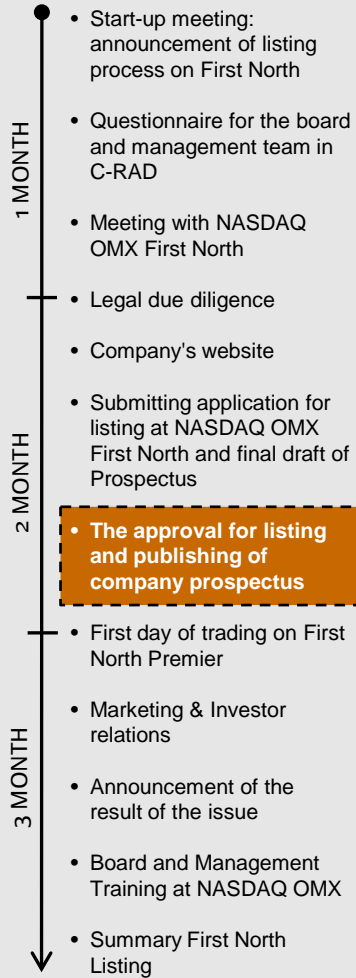 1 MONTH
• Start-up meeting:
announcement of listing
process on First North
• Questionnaire for the board
and management team in
C-RAD
• Meeting with NASDAQ
OMX First North
2 MONTH
• Legal due diligence
• Company's website
• Submitting application for
listing at NASDAQ OMX
First North and final draft of
Prospectus
• The approval for listing
and publishing of
company prospectus
3 MONTH
• First day of trading on First
North Premier
• Marketing & Investor
relations
• Announcement of the
result of the issue
• Board and Management
Training at NASDAQ OMX
• Summary First North
Listing